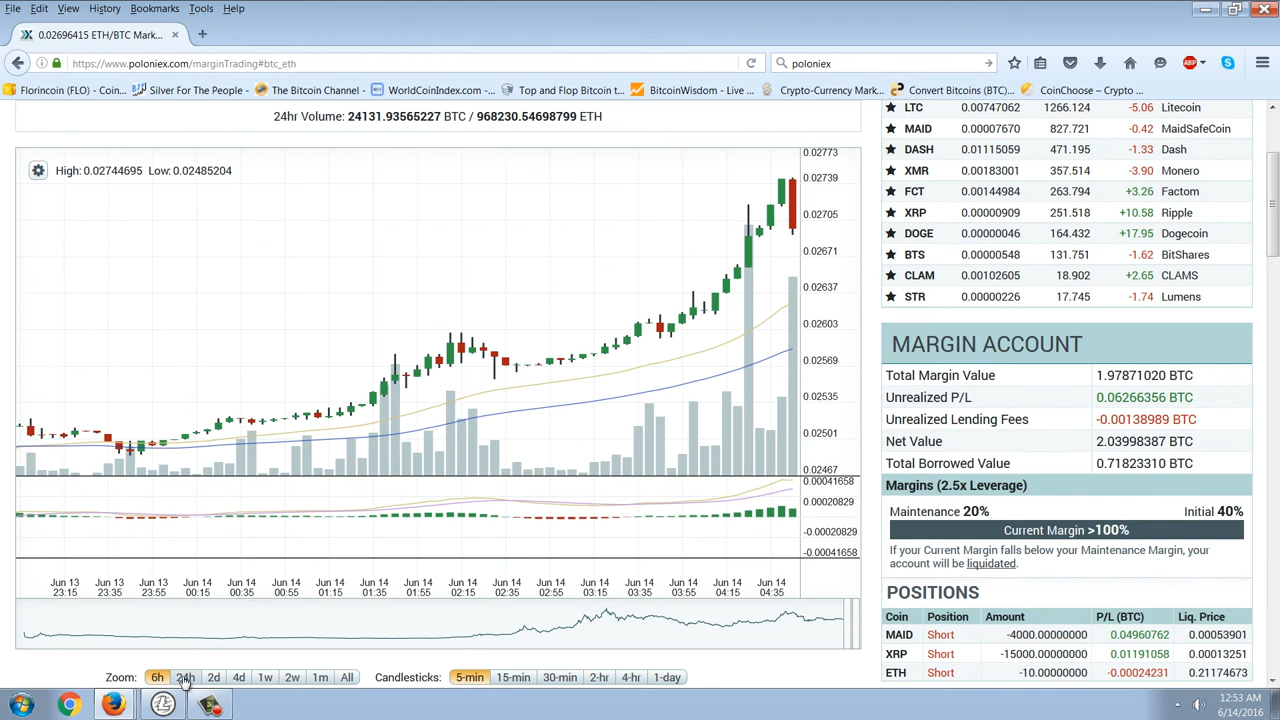 File Edit View History Bookmarks Tools Help
0.02696415 ETH/BTC Mark...
https://www.poloniex.com/marginTrading#btc_eth
poloniex
Florincoin (FLO) - Coin...
Silver For The People - ...
The Bitcoin Channel - ...
WorldCoinIndex.com -...
Top and Flop Bitcoin t...
BitcoinWisdom - Live ...
Crypto-Currency Mark...
Convert Bitcoins (BTC)...
CoinChoose – Crypto ...
24hr Volume: 24131.93565227 BTC / 968230.54698799 ETH
High: 0.02744695 Low: 0.02485204
0.02773
0.02739
0.02705
0.02671
0.02637
0.02603
0.02569
0.02535
0.02501
0.02467
0.00041658
0.00020829
-0.00020829
-0.00041658
Jun 13 Jun 13 Jun 13 Jun 14 Jun 14 Jun 14 Jun 14 Jun 14 Jun 14 Jun 14 Jun 14 Jun 14 Jun 14 Jun 14 Jun 14 Jun 14 Jun 14
23:15 23:35 23:55 00:15 00:35 00:55 01:15 01:35 01:55 02:15 02:35 02:55 03:15 03:35 03:55 04:15 04:35
Zoom: 6h 24h 2d 4d 1w 2w 1m All Candlesticks: 5-min 15-min 30-min 2-hr 4-hr 1-day
LTC 0.00747062 1266.124 -5.06 Litecoin
MAID 0.00007670 827.721 -0.42 MaidSafeCoin
DASH 0.01115059 471.195 -1.33 Dash
XMR 0.00183001 357.514 -3.90 Monero
FCT 0.00144984 263.794 +3.26 Factom
XRP 0.00000909 251.518 +10.58 Ripple
DOGE 0.00000046 164.432 +17.95 Dogecoin
BTS 0.00000548 131.751 -1.62 BitShares
CLAM 0.00102605 18.902 +2.65 CLAMS
STR 0.00000226 17.745 -1.74 Lumens
MARGIN ACCOUNT
Total Margin Value 1.97871020 BTC
Unrealized P/L 0.06266356 BTC
Unrealized Lending Fees -0.00138989 BTC
Net Value 2.03998387 BTC
Total Borrowed Value 0.71823310 BTC
Margins (2.5x Leverage)
Maintenance 20% Initial 40%
Current Margin >100%
If your Current Margin falls below your Maintenance Margin, your
account will be liquidated.
POSITIONS
Coin Position Amount P/L (BTC) Liq. Price
MAID Short -4000.00000000 0.04960762 0.00053901
XRP Short -15000.00000000 0.01191058 0.00013251
ETH Short -10.00000000 -0.00024231 0.21174673
12:53 AM
6/14/2016